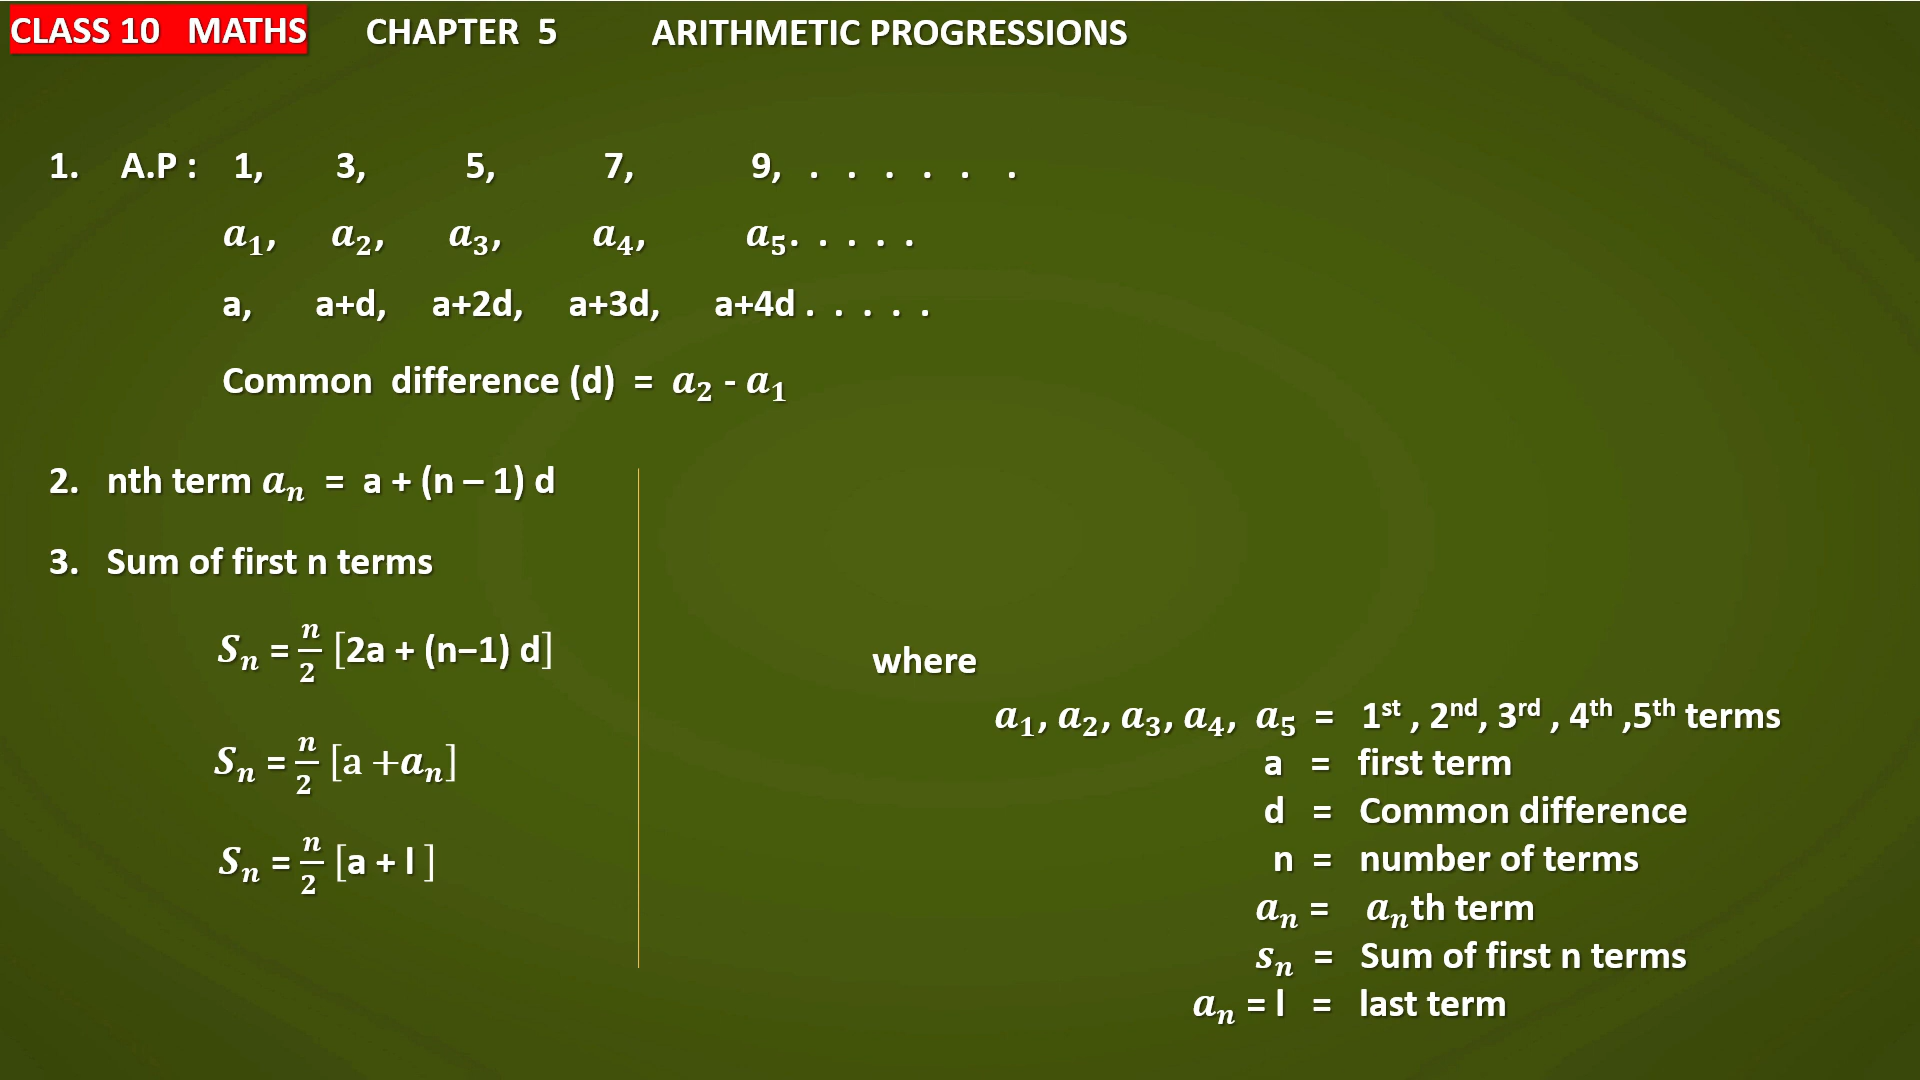 CLASS 10 MATHS CHAPTER 5 ARITHMETIC PROGRESSIONS
1. A.P : 1, 3, 5, 7, 9, . . . . . .
a₁, a₂, a₃, a₄, a₅. . . . .
a, a+d, a+2d, a+3d, a+4d . . . . .
Common difference (d) = a₂ - a₁
2. nth term aₙ = a + (n – 1) d
3. Sum of first n terms
Sₙ = n/2 [2a + (n–1) d]
Sₙ = n/2 [a +aₙ]
Sₙ = n/2 [a + l ]
where
a₁, a₂, a₃, a₄, a₅ = 1ˢᵗ , 2ⁿᵈ, 3ʳᵈ , 4ᵗʰ ,5ᵗʰ terms
a = first term
d = Common difference
n = number of terms
aₙ = aₙth term
sₙ = Sum of first n terms
aₙ = l = last term